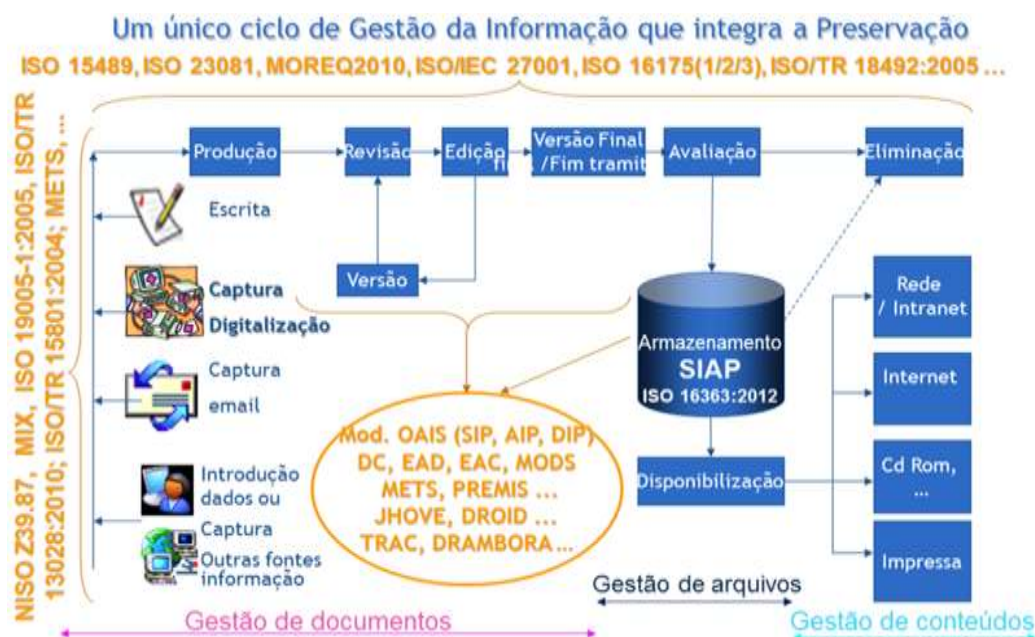 Um único ciclo de Gestão da Informação que integra a Preservação
ISO 15489, ISO 23081, MOREQ2010, ISO/IEC 27001, ISO 16175(1/2/3), ISO/TR 18492:2005 ...
NISO Z39.87, MIX, ISO 19005-1:2005, ISO/TR
13028:2010; ISO/TR 15801:2004; METS, ...
Produção
Revisão
Edição
Versão Final
/Fim tramit
Avaliação
Eliminação
Escrita
Versão
Captura
Digitalização
Captura
email
Introdução
dados ou
Captura
Outras fontes
informação
Mod. OAIS (SIP, AIP, DIP)
DC, EAD, EAC, MODS
METS, PREMIS ...
JHOVE, DROID ...
TRAC, DRAMBORA ...
Armazenamento
SIAP
ISO 16363:2012
Disponibilização
Rede
/ Intranet
Internet
Cd Rom,
...
Impressa
Gestão de documentos
Gestão de arquivos
Gestão de conteúdos